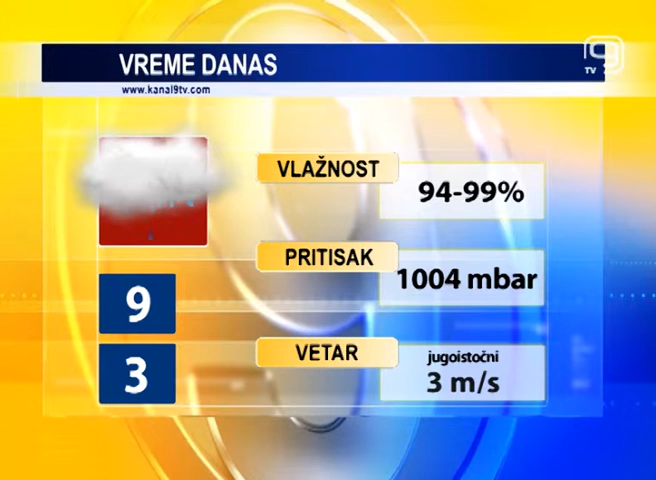 VREME DANAS
www.kanal9tv.com
9
TV
VLAŽNOST
94-99%
PRITISAK
1004 mbar
9
3
VETAR
jugoistočni
3 m/s